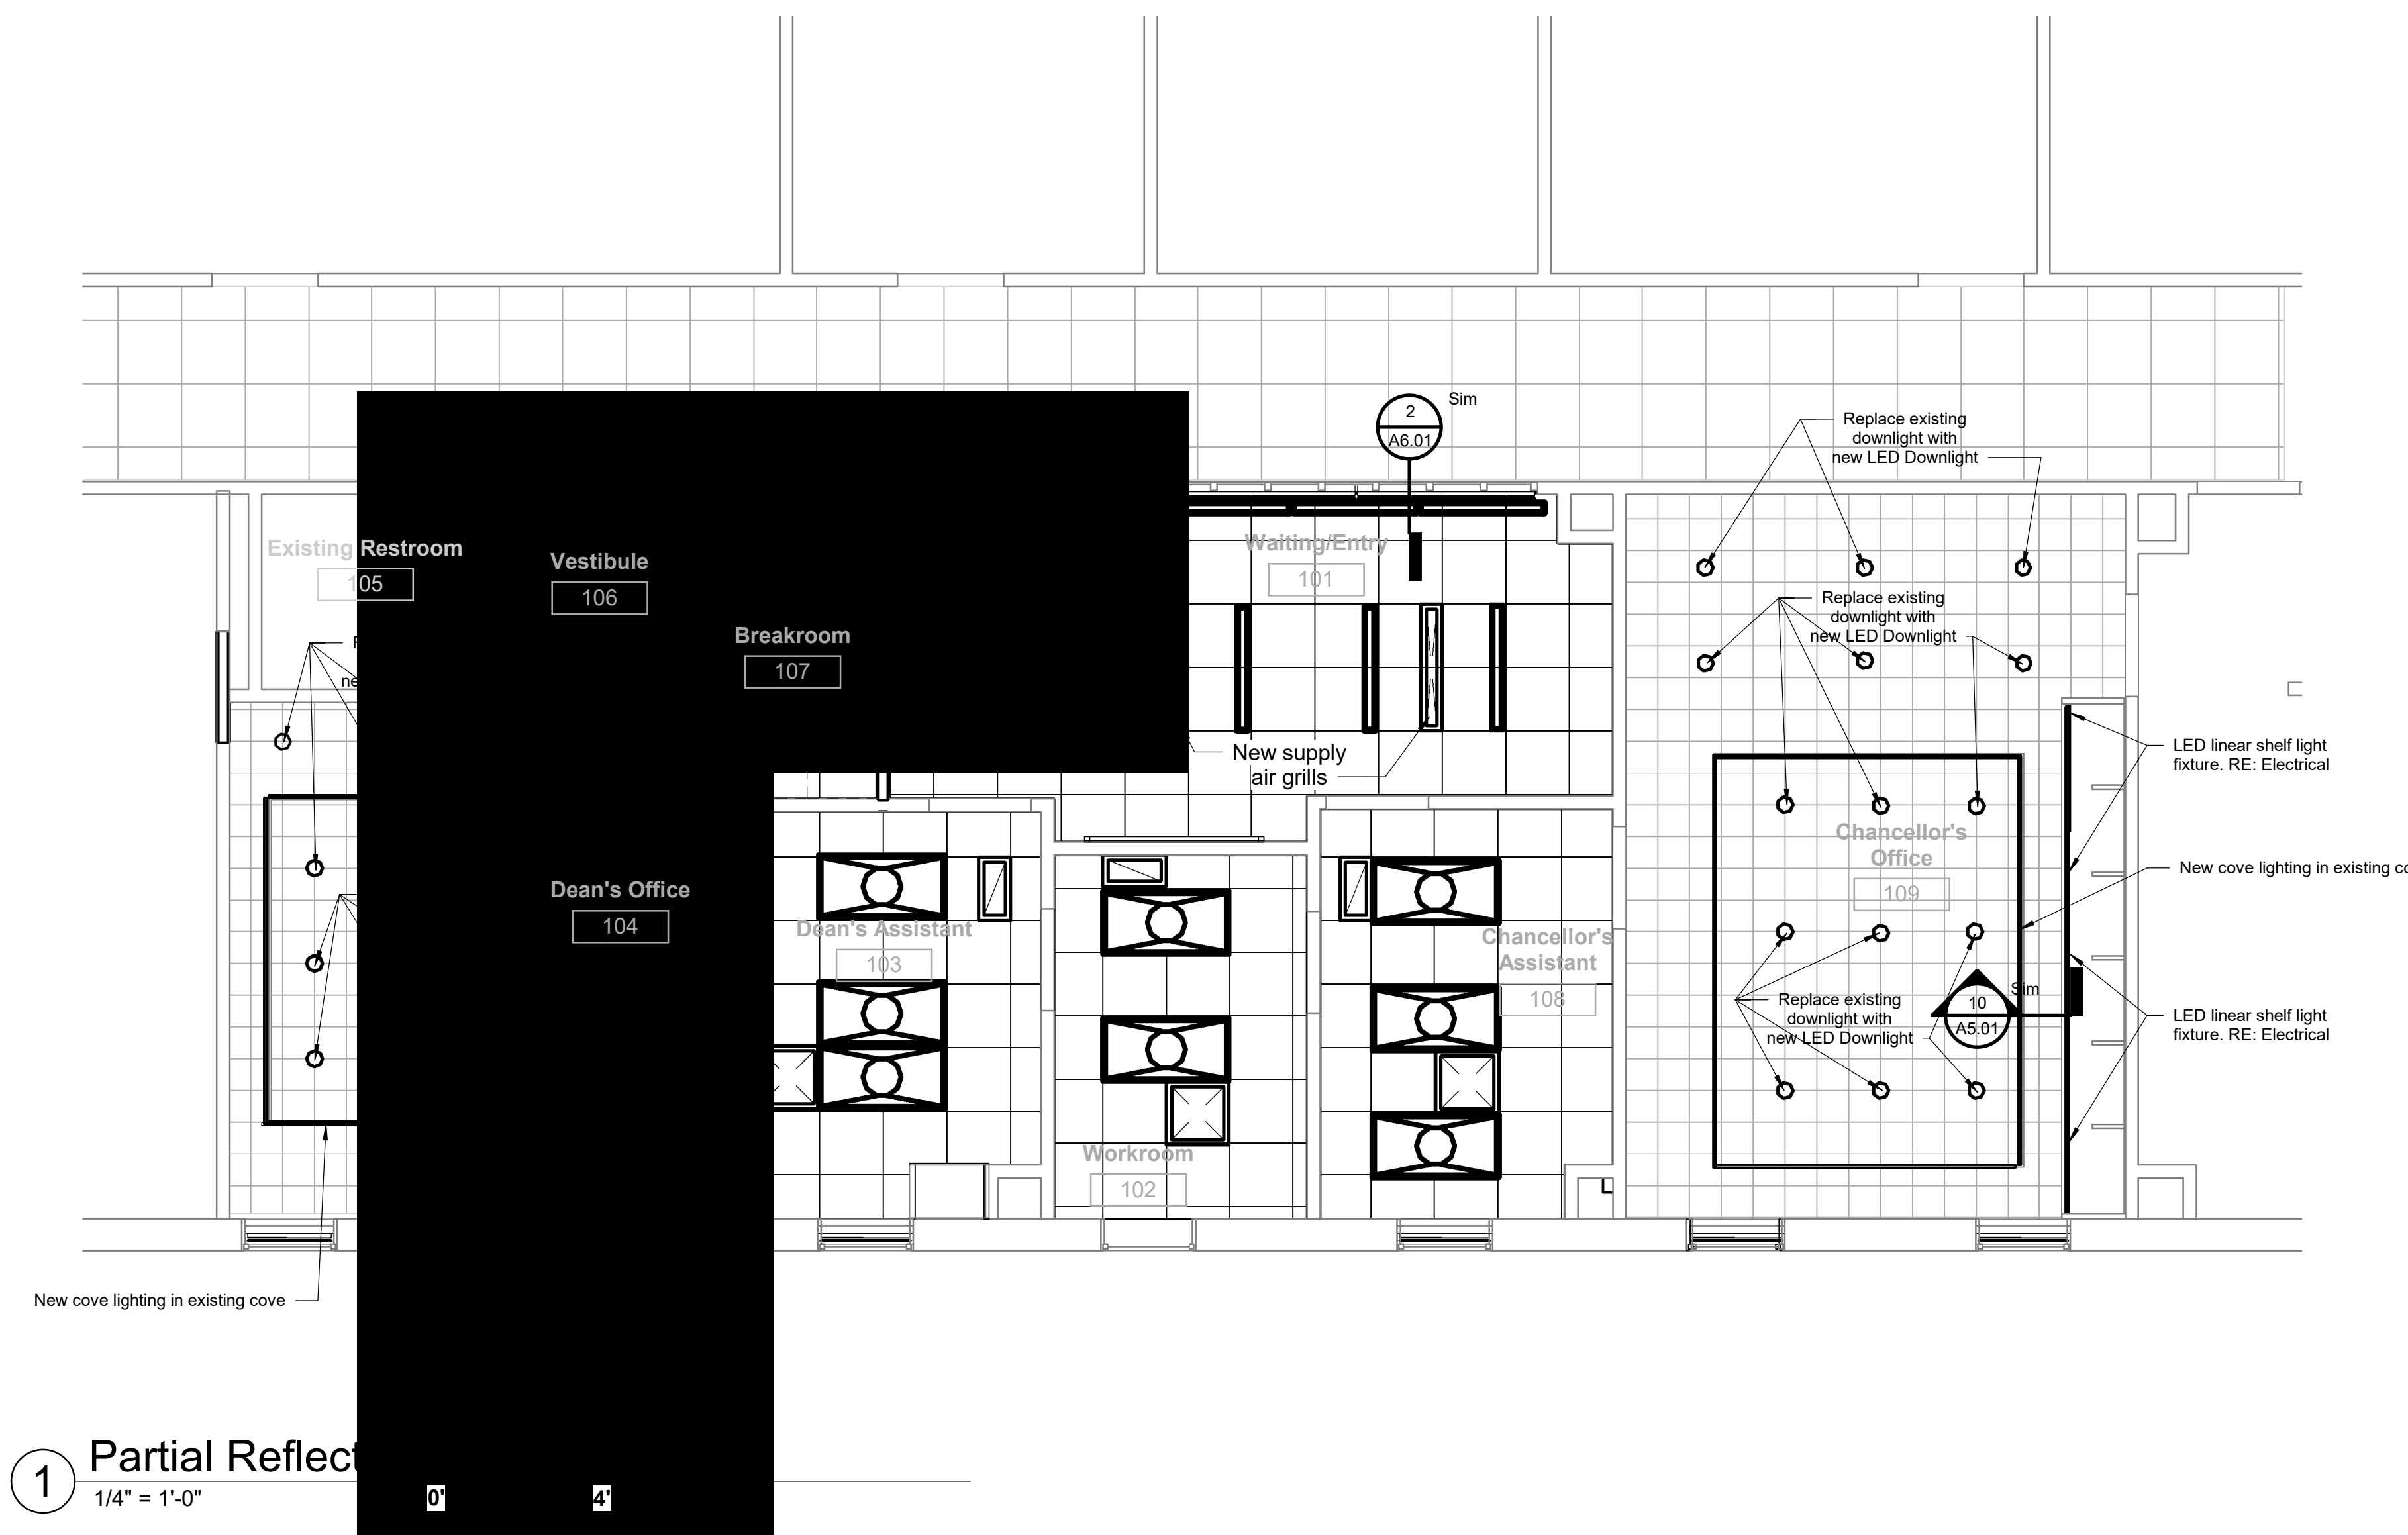 2
A6.01
Sim
Replace existing
downlight with
new LED Downlight
Existing Restroom
105
Vestibule
106
Waiting/Entry
101
Replace existing
downlight with
new LED Downlight
Breakroom
107
New supply
air grills
LED linear shelf light
fixture. RE: Electrical
Chancellor's
Office
109
New cove lighting in existing
Dean's Office
104
Dean's Assistant
103
Chancellor's
Assistant
108
Replace existing
downlight with
new LED Downlight
10
A5.01
Sim
LED linear shelf light
fixture. RE: Electrical
Workroom
102
New cove lighting in existing cove
1
Partial Reflect
1/4" = 1'-0"
0'
4'